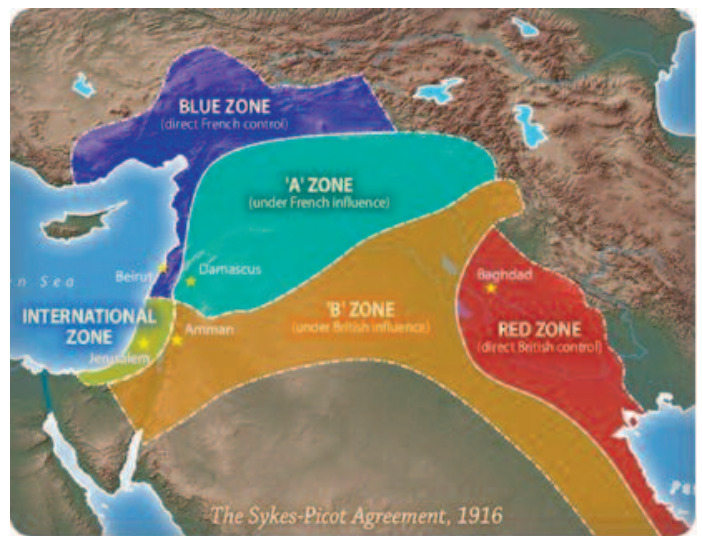 BLUE ZONE
(direct French control)
'A' ZONE
(under French influence)
n Sea
Beirut
Damascus
Baghdad
INTERNATIONAL
ZONE
'B' ZONE
(under British influence)
Amman
RED ZONE
(direct British control)
Jerusalem
Per
The Sykes-Picot Agreement, 1916